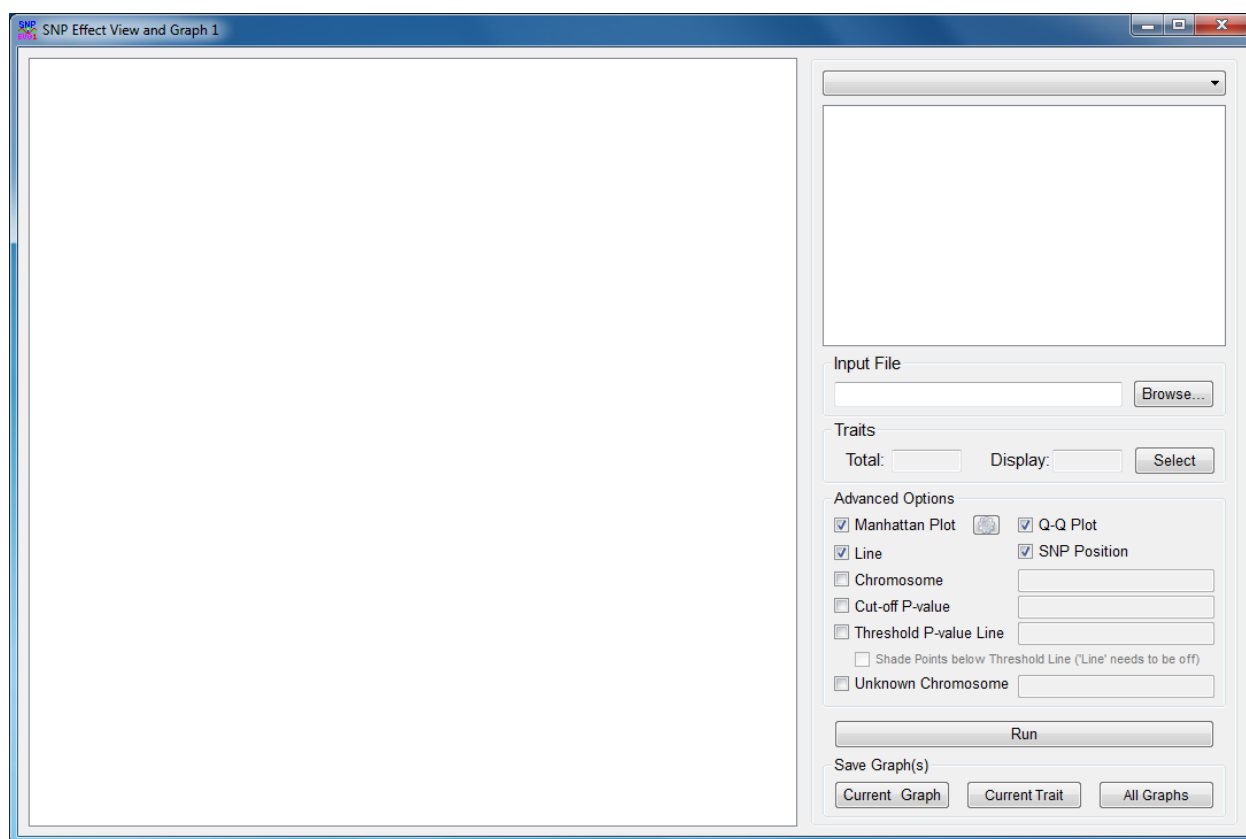 SNP Effect View and Graph 1
Input File
Browse...
Traits
Total: Display: Select
Advanced Options
Manhattan Plot Q-Q Plot
Line SNP Position
Chromosome
Cut-off P-value
Threshold P-value Line
Shade Points below Threshold Line ('Line' needs to be off)
Unknown Chromosome
Run
Save Graph(s)
Current Graph Current Trait All Graphs